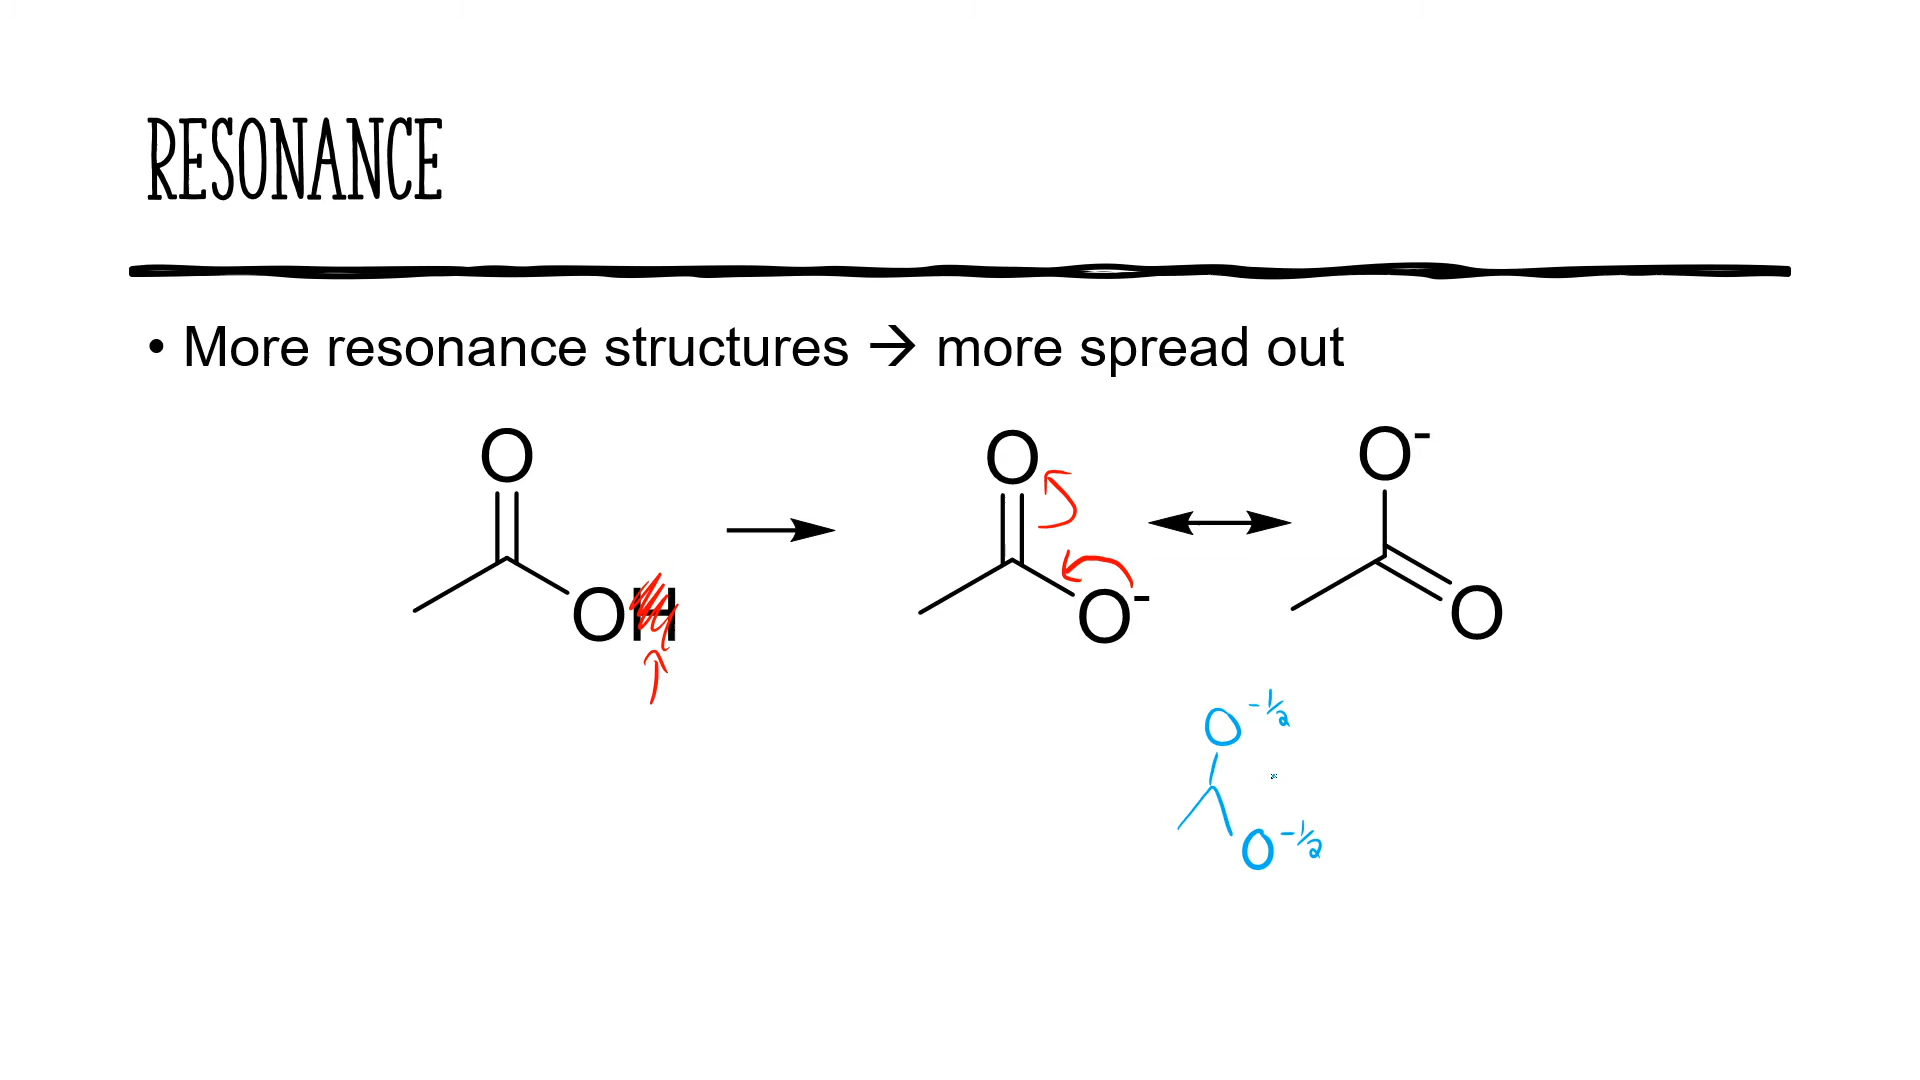 RESONANCE
• More resonance structures → more spread out
O
OH
O
O-
O-
O
O -1/2
O -1/2